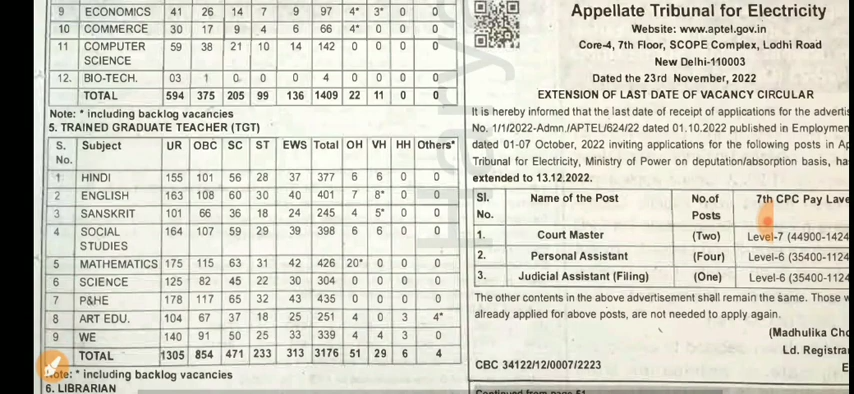 9 ECONOMICS 41 26 14 7 9 97 4* 3* 0 0
10 COMMERCE 30 17 9 4 6 66 4* 0 0 0
11 COMPUTER SCIENCE 59 38 21 10 14 142 0 0 0 0
12. BIO-TECH. 03 1 0 0 0 4 0 0 0 0
TOTAL 594 375 205 99 136 1409 22 11 0 0
Note: * including backlog vacancies
5. TRAINED GRADUATE TEACHER (TGT)
S. No. Subject UR OBC SC ST EWS Total OH VH HH Others*
1 HINDI 155 101 56 28 37 377 6 6 0 0
2 ENGLISH 163 108 60 30 40 401 7 8* 0 0
3 SANSKRIT 101 66 36 18 24 245 4 5* 0 0
4 SOCIAL STUDIES 164 107 59 29 39 398 6 6 0 0
5 MATHEMATICS 175 115 63 31 42 426 20* 0 0 0
6 SCIENCE 125 82 45 22 30 304 0 0 0 0
7 P&HE 178 117 65 32 43 435 0 0 0 0
8 ART EDU. 104 67 37 18 25 251 4 0 3 4*
9 WE 140 91 50 25 33 339 4 4 3 0
TOTAL 1305 854 471 233 313 3176 51 29 6 4
Note: * including backlog vacancies
6. LIBRARIAN
Appellate Tribunal for Electricity
Website: www.aptel.gov.in
Core-4, 7th Floor, SCOPE Complex, Lodhi Road
New Delhi-110003
Dated the 23rd November, 2022
EXTENSION OF LAST DATE OF VACANCY CIRCULAR
It is hereby informed that the last date of receipt of applications for the adverti
No. 1/1/2022-Admn./APTEL/624/22 dated 01.10.2022 published in Employmen
dated 01-07 October, 2022 inviting applications for the following posts in Ap
Tribunal for Electricity, Ministry of Power on deputation/absorption basis, ha
extended to 13.12.2022.
Sl. No. Name of the Post No.of Posts 7th CPC Pay Leve
1. Court Master (Two) Level-7 (44900-1424
2. Personal Assistant (Four) Level-6 (35400-1124
3. Judicial Assistant (Filing) (One) Level-6 (35400-1124
The other contents in the above advertisement shall remain the same. Those w
already applied for above posts, are not needed to apply again.
(Madhulika Cho
Ld. Registra
E
CBC 34122/12/0007/2223
Continued from page 51